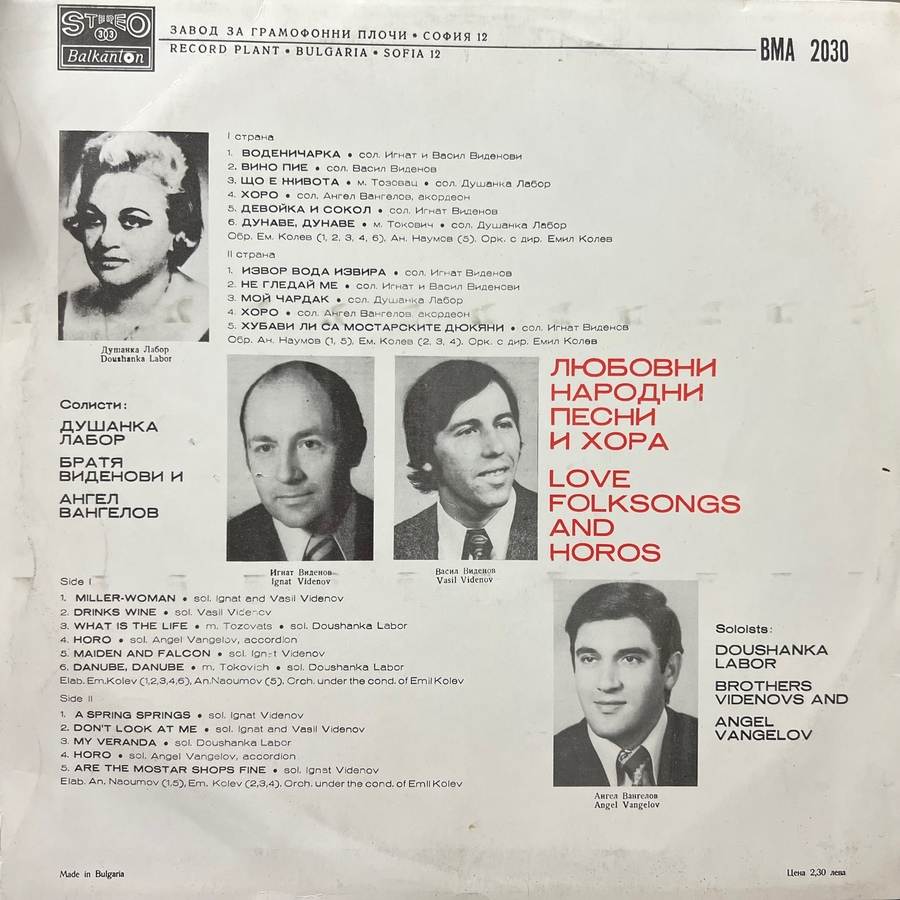 STEREO
33
Balkanton
ЗАВОД ЗА ГРАМОФОННИ ПЛОЧИ • СОФИЯ 12
RECORD PLANT • BULGARIA • SOFIA 12
ВМА 2030
I страна
1. ВОДЕНИЧАРКА • сол. Игнат и Васил Виденови
2. ВИНО ПИЕ • сол. Васил Виденов
3. ЩО Е ЖИВОТА • м. Тозовац • сол. Душанка Лабор
4. ХОРО • сол. Ангел Вангелов, акордеон
5. ДЕВОЙКА И СОКОЛ • сол. Игнат Виденов
6. ДУНАВЕ, ДУНАВЕ • м. Токович • сол. Душанка Лабор
Обр. Ем. Колев (1, 2, 3, 4, 6). Ан. Наумов (5). Орк. с дир. Емил Колев
II страна
1. ИЗВОР ВОДА ИЗВИРА • сол. Игнат Виденов
2. НЕ ГЛЕДАЙ МЕ • сол. Игнат и Васил Виденови
3. МОЙ ЧАРДАК • сол. Душанка Лабор
4. ХОРО • сол. Ангел Вангелов, акордеон
5. ХУБАВИ ЛИ СА МОСТАРСКИТЕ ДЮКЯНИ • сол. Игнат Виденов
Обр. Ан. Наумов (1, 5). Ем. Колев (2, 3, 4). Орк. с дир. Емил Колев
Душанка Лабор
Doushanka Labor
Солисти:
ДУШАНКА
ЛАБОР
БРАТЯ
ВИДЕНОВИ И
АНГЕЛ
ВАНГЕЛОВ
Игнат Виденов
Ignat Videnov
Васил Виденов
Vasil Videnov
ЛЮБОВНИ
НАРОДНИ
ПЕСНИ
И ХОРА
LOVE
FOLKSONGS
AND
HOROS
Side I
1. MILLER-WOMAN • sol. Ignat and Vasil Videnov
2. DRINKS WINE • sol. Vasil Videnov
3. WHAT IS THE LIFE • m. Tozovats • sol. Doushanka Labor
4. HORO • sol. Angel Vangelov, accordion
5. MAIDEN AND FALCON • sol. Ignat Videnov
6. DANUBE, DANUBE • m. Tokovich • sol. Doushanka Labor
Elab. Em. Kolev (1,2,3,4,6), An. Naoumov (5). Orch. under the cond. of Emil Kolev
Side II
1. A SPRING SPRINGS • sol. Ignat Videnov
2. DON'T LOOK AT ME • sol. Ignat and Vasil Videnov
3. MY VERANDA • sol. Doushanka Labor
4. HORO • sol. Angel Vangelov, accordion
5. ARE THE MOSTAR SHOPS FINE • sol. Ignat Videnov
Elab. An. Naoumov (1,5), Em. Kolev (2,3,4). Orch. under the cond. of Emil Kolev
Ангел Вангелов
Angel Vangelov
Soloists:
DOUSHANKA
LABOR
BROTHERS
VIDENOVS AND
ANGEL
VANGELOV
Made in Bulgaria
Цена 2,30 лева